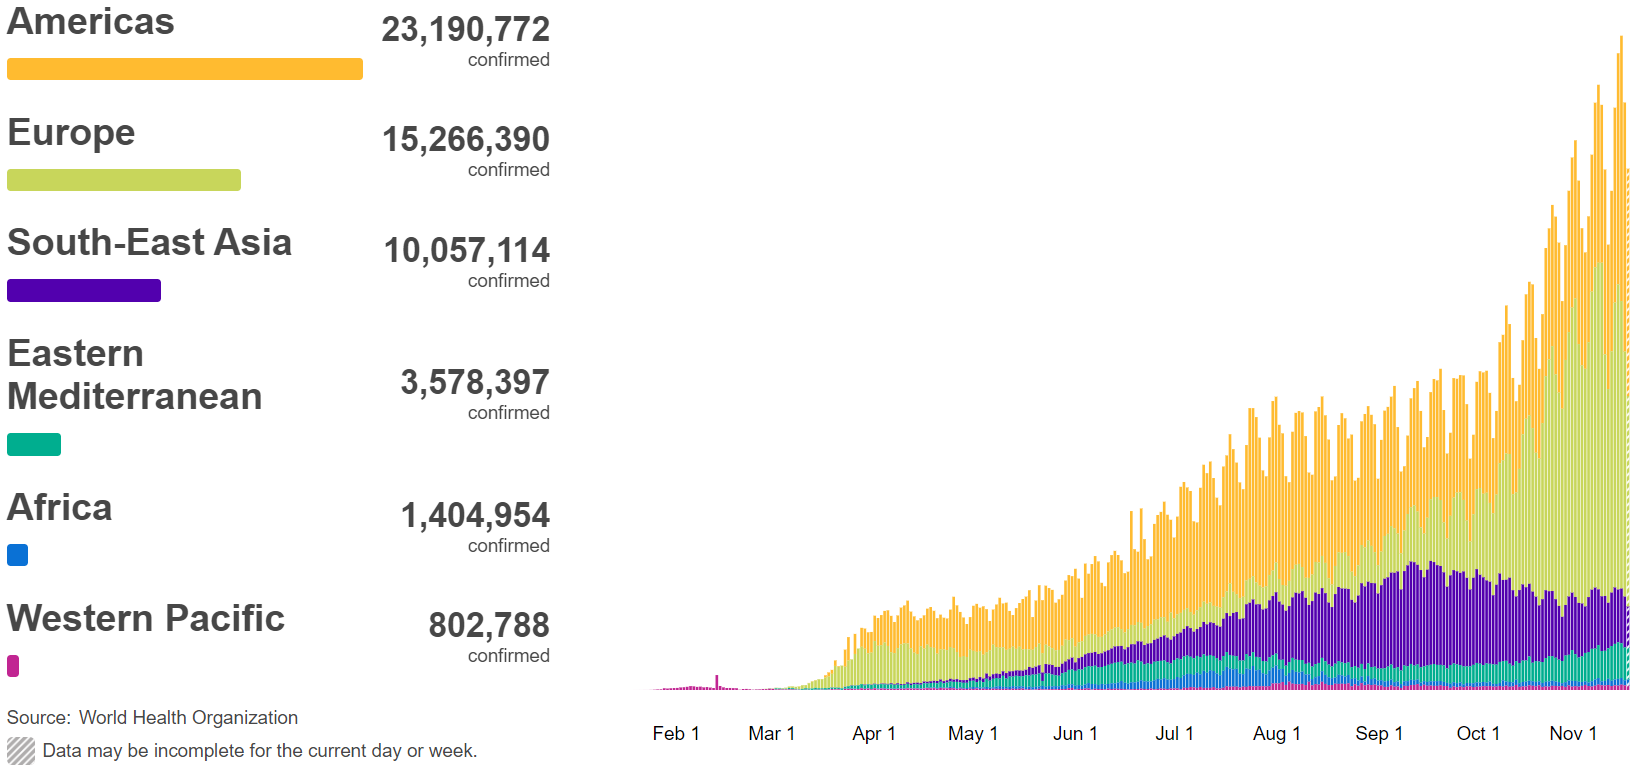 Americas
23,190,772
confirmed
Europe
15,266,390
confirmed
South-East Asia
10,057,114
confirmed
Eastern
Mediterranean
3,578,397
confirmed
Africa
1,404,954
confirmed
Western Pacific
802,788
confirmed
Source: World Health Organization
Data may be incomplete for the current day or week.
Feb 1 Mar 1 Apr 1 May 1 Jun 1 Jul 1 Aug 1 Sep 1 Oct 1 Nov 1